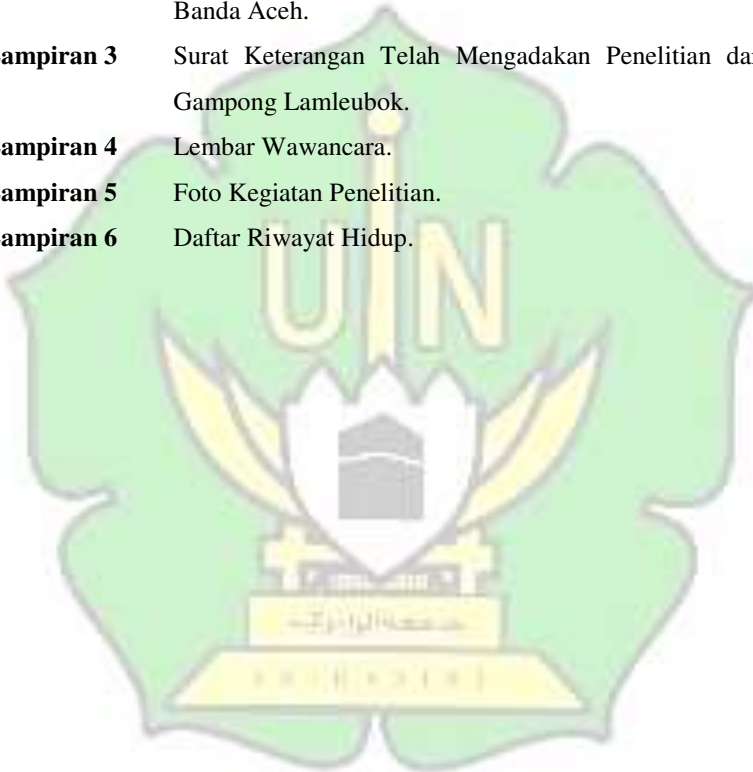 Banda Aceh.
ampiran 3 Surat Keterangan Telah Mengadakan Penelitian da
Gampong Lamleubok.
ampiran 4 Lembar Wawancara.
ampiran 5 Foto Kegiatan Penelitian.
ampiran 6 Daftar Riwayat Hidup.
UIN